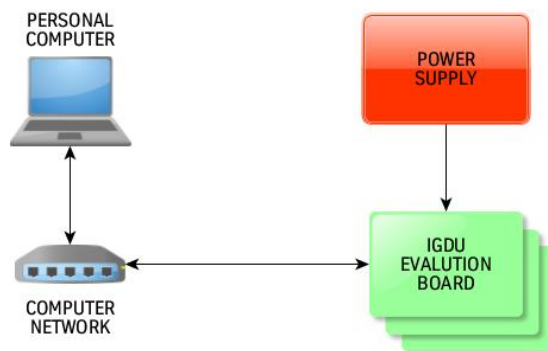 PERSONAL
COMPUTER
POWER
SUPPLY
IGDU
EVALUTION
BOARD
COMPUTER
NETWORK